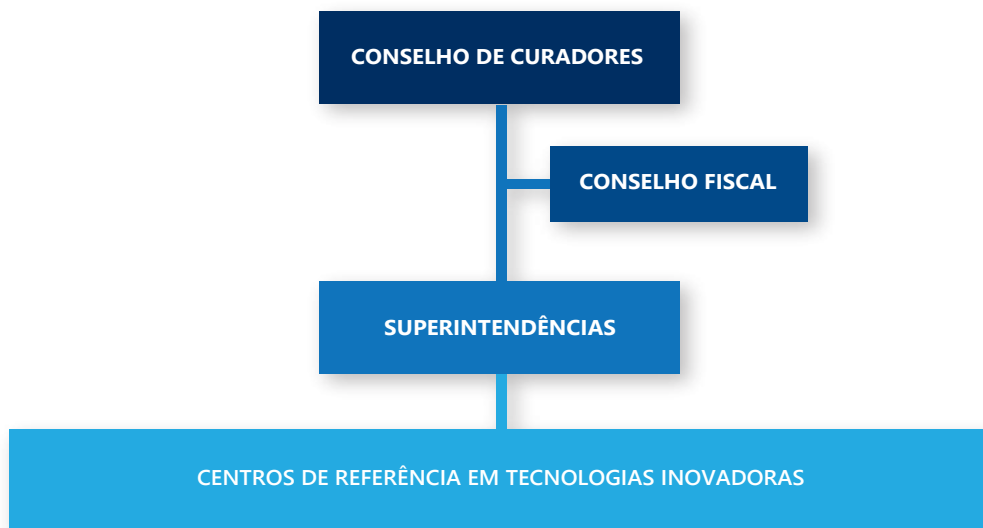 CONSELHO DE CURADORES
CONSELHO FISCAL
SUPERINTENDÊNCIAS
CENTROS DE REFERÊNCIA EM TECNOLOGIAS INOVADORAS